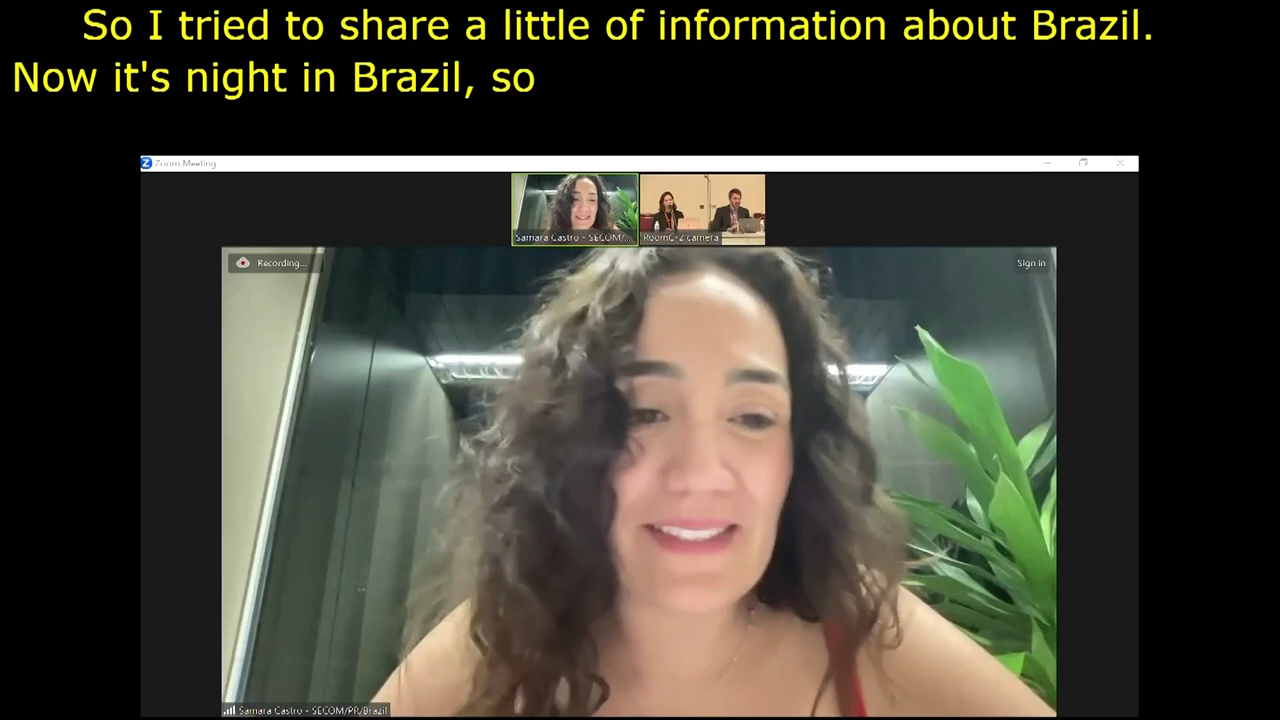 So I tried to share a little of information about Brazil.
Now it's night in Brazil, so
Zoom Meeting
Samara Castro - SECOM/...
RoomC-2 camera
Recording...
Sign in
Samara Castro - SECOM/PR/Brazil